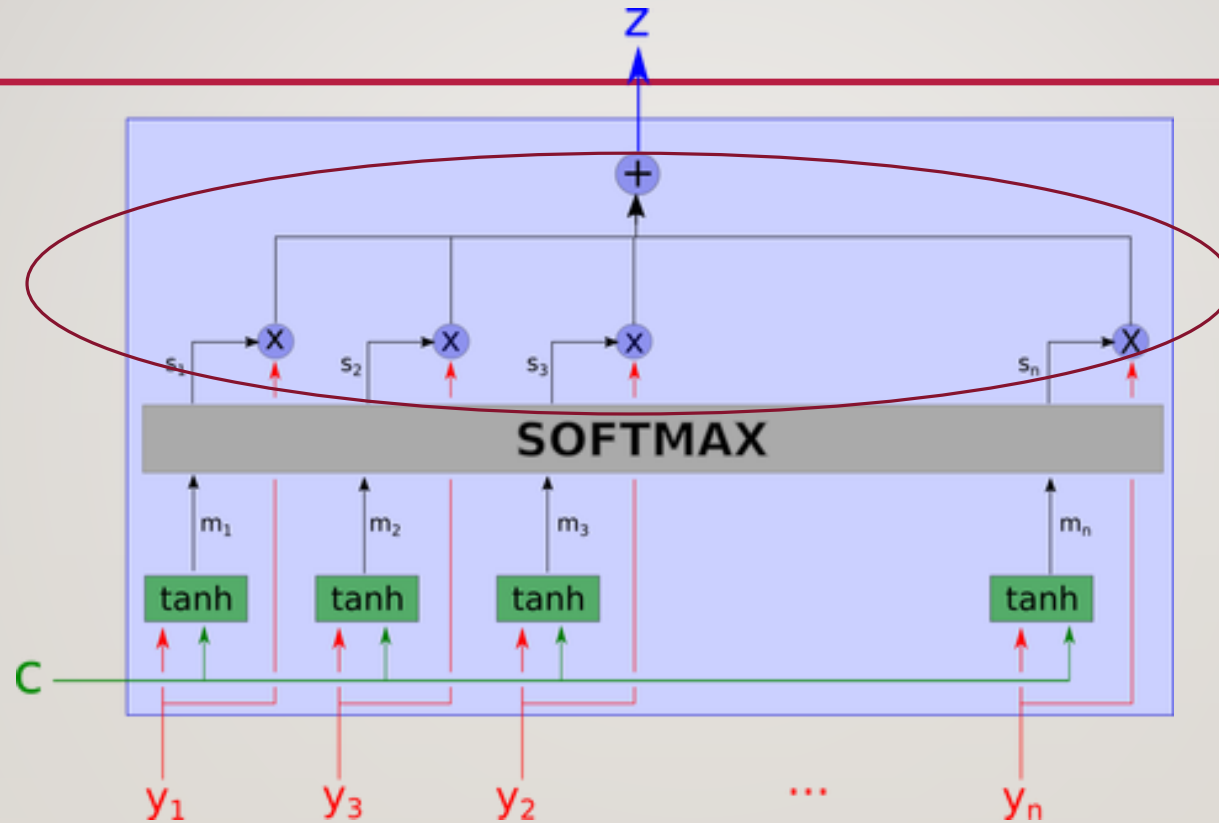 Z
+
X X X X
s1 s2 s3 sn
SOFTMAX
m1 m2 m3 mn
tanh tanh tanh tanh
C
y1 y3 y2 ... yn